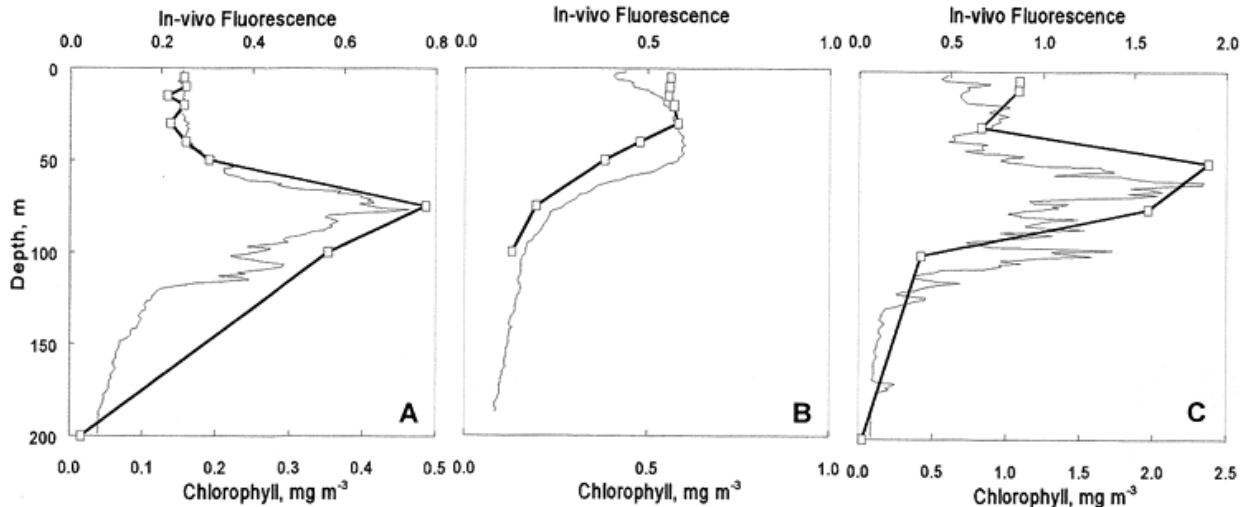 In-vivo Fluorescence In-vivo Fluorescence In-vivo Fluorescence
0.0 0.2 0.4 0.6 0.8 0.0 0.5 1.0 0.0 0.5 1.0 1.5 2.0
0
50
100
150
200
Depth, m
A B C
0.0 0.1 0.2 0.3 0.4 0.5 0.0 0.5 1.0 0.0 0.5 1.0 1.5 2.0 2.5
Chlorophyll, mg m⁻³ Chlorophyll, mg m⁻³ Chlorophyll, mg m⁻³